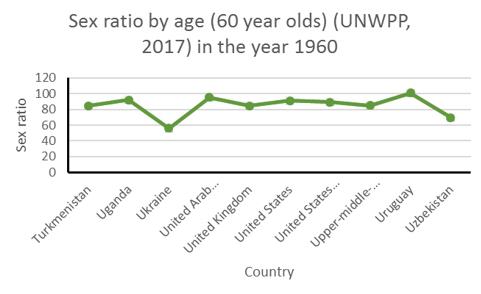 Sex ratio by age (60 year olds) (UNWPP,
2017) in the year 1960
120
100
80
60
40
20
0
Sex ratio
Turkmenistan
Uganda
Ukraine
United Arab...
United Kingdom
United States
United States...
Upper-middle-...
Uruguay
Uzbekistan
Country